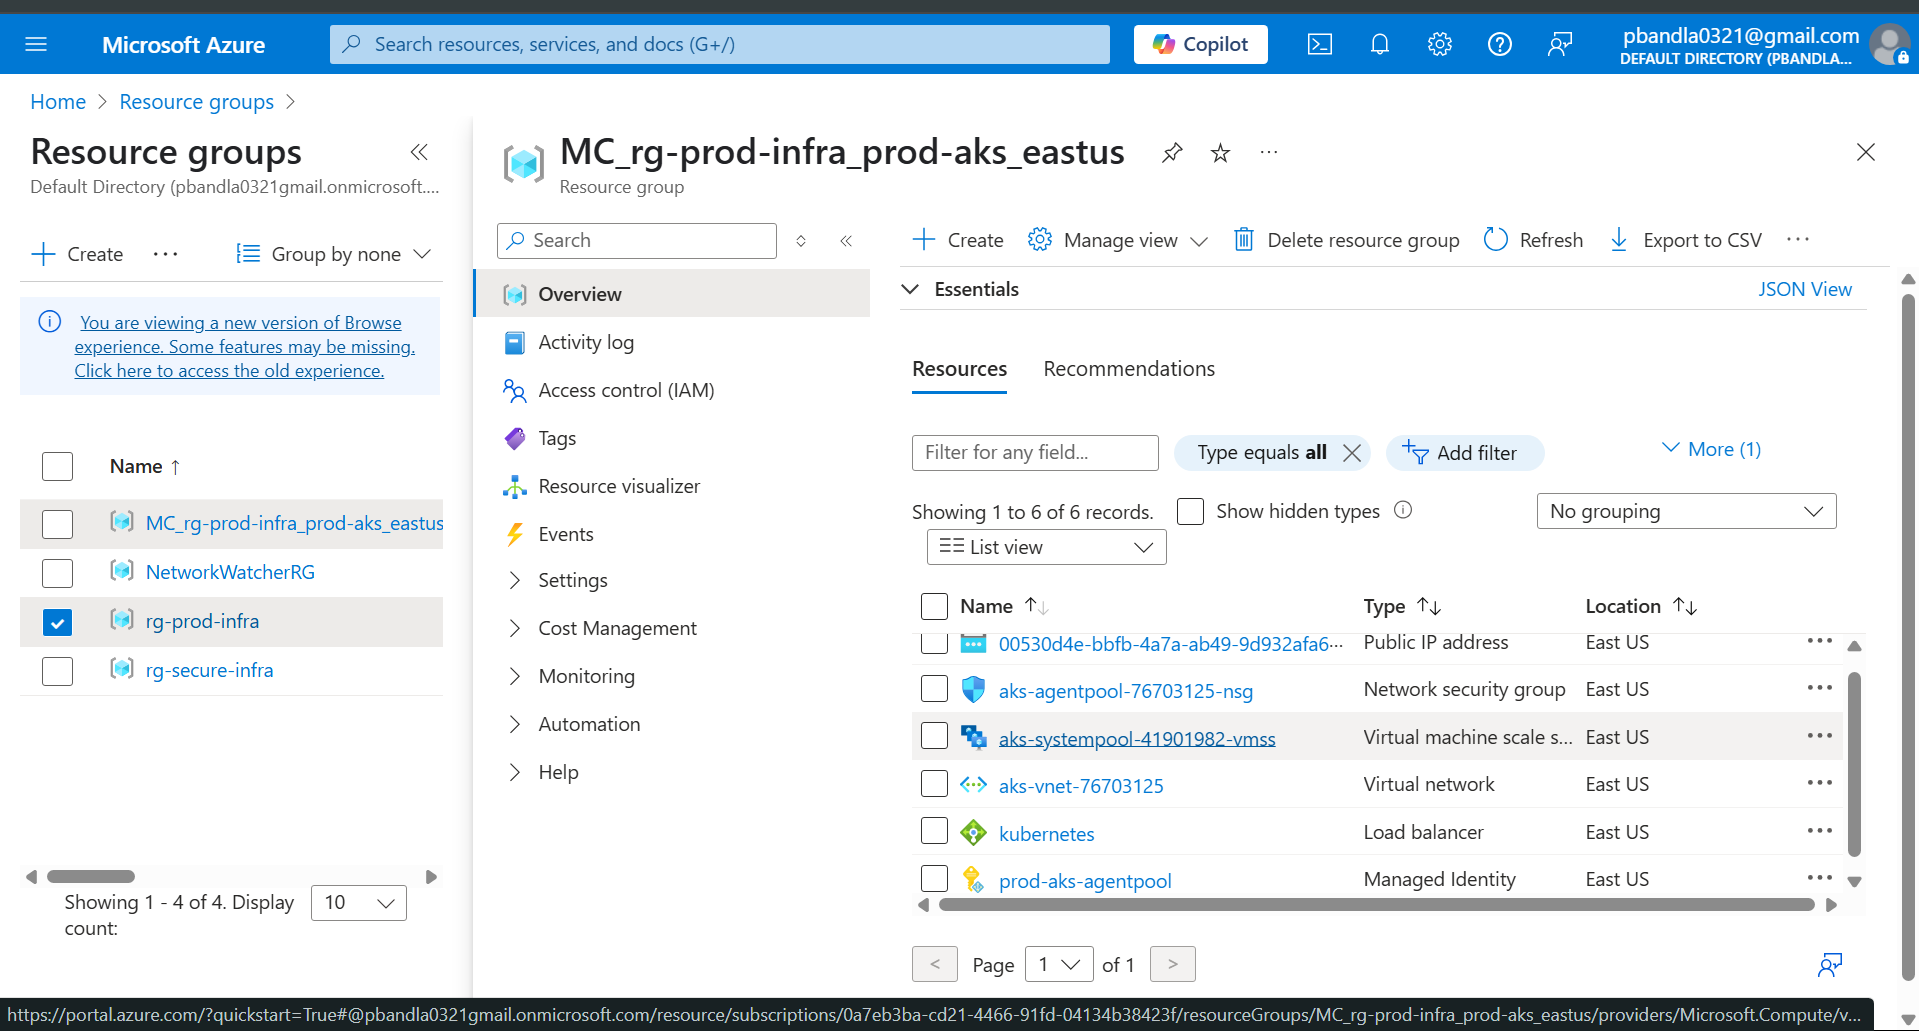 Microsoft Azure
Search resources, services, and docs (G+/)
Copilot
pbandla0321@gmail.com
DEFAULT DIRECTORY (PBANDLA...
Home
Resource groups
Resource groups
Default Directory (pbandla0321gmail.onmicrosoft....
Create
Group by none
You are viewing a new version of Browse
experience. Some features may be missing.
Click here to access the old experience.
Name ↑
MC_rg-prod-infra_prod-aks_eastus
NetworkWatcherRG
rg-prod-infra
rg-secure-infra
Showing 1 - 4 of 4. Display
count:
10
MC_rg-prod-infra_prod-aks_eastus
Resource group
Search
Overview
Activity log
Access control (IAM)
Tags
Resource visualizer
Events
Settings
Cost Management
Monitoring
Automation
Help
Create
Manage view
Delete resource group
Refresh
Export to CSV
Essentials
JSON View
Resources
Recommendations
Filter for any field...
Type equals all
Add filter
More (1)
Showing 1 to 6 of 6 records.
Show hidden types
No grouping
List view
Name ↑↓
Type ↑↓
Location ↑↓
00530d4e-bbfb-4a7a-ab49-9d932afa6... Public IP address East US
aks-agentpool-76703125-nsg Network security group East US
aks-systempool-41901982-vmss Virtual machine scale s... East US
aks-vnet-76703125 Virtual network East US
kubernetes Load balancer East US
prod-aks-agentpool Managed Identity East US
< Page 1 of 1 >
https://portal.azure.com/?quickstart=True#@pbandla0321gmail.onmicrosoft.com/resource/subscriptions/0a7eb3ba-cd21-4466-91fd-04134b38423f/resourceGroups/MC_rg-prod-infra_prod-aks_eastus/providers/Microsoft.Compute/v...